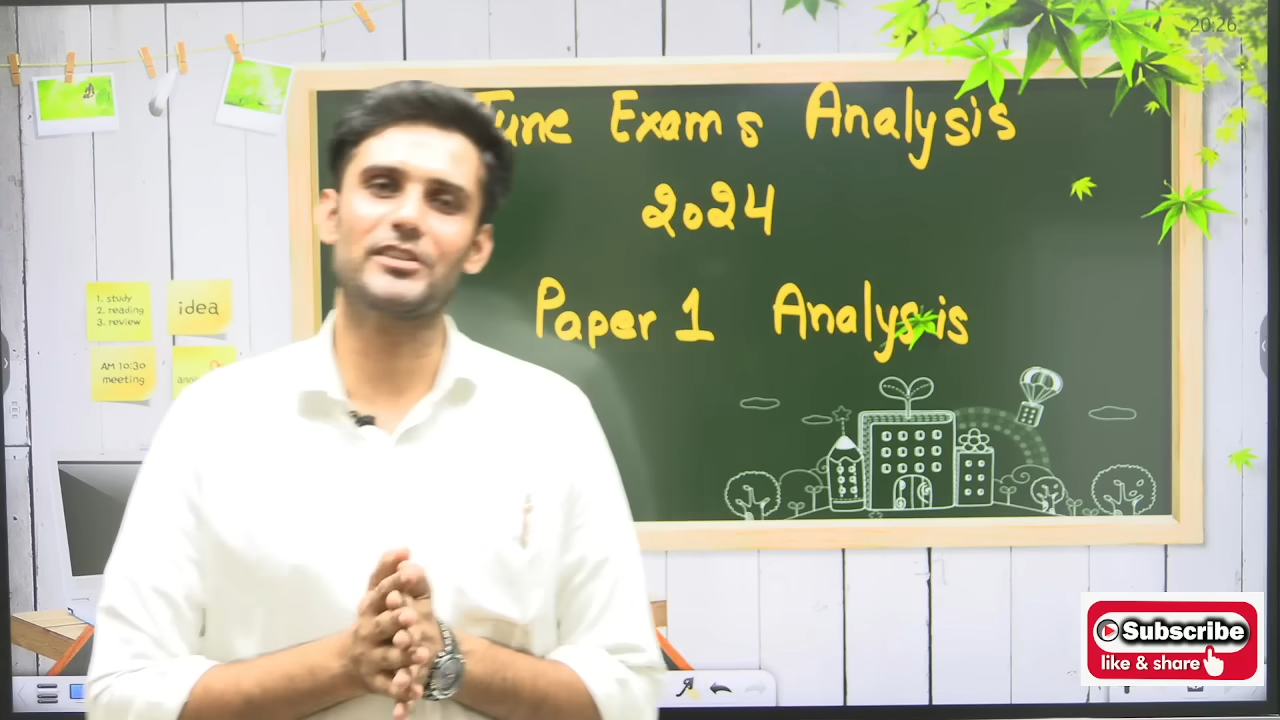 20:26
June Exams Analysis
2024
Paper 1 Analysis
1. study
2. reading
3. review
idea
AM 10:30
meeting
Subscribe
like & share